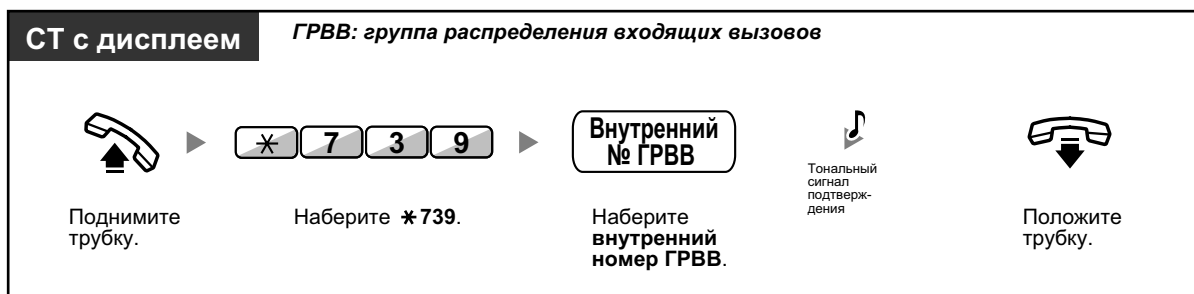 СТ с дисплеем
ГРВВ: группа распределения входящих вызовов
* 7 3 9
Внутренний
№ ГРВВ
Тональный
сигнал
подтверж-
дения
Поднимите
трубку.
Наберите *739.
Наберите
внутренний
номер ГРВВ.
Положите
трубку.